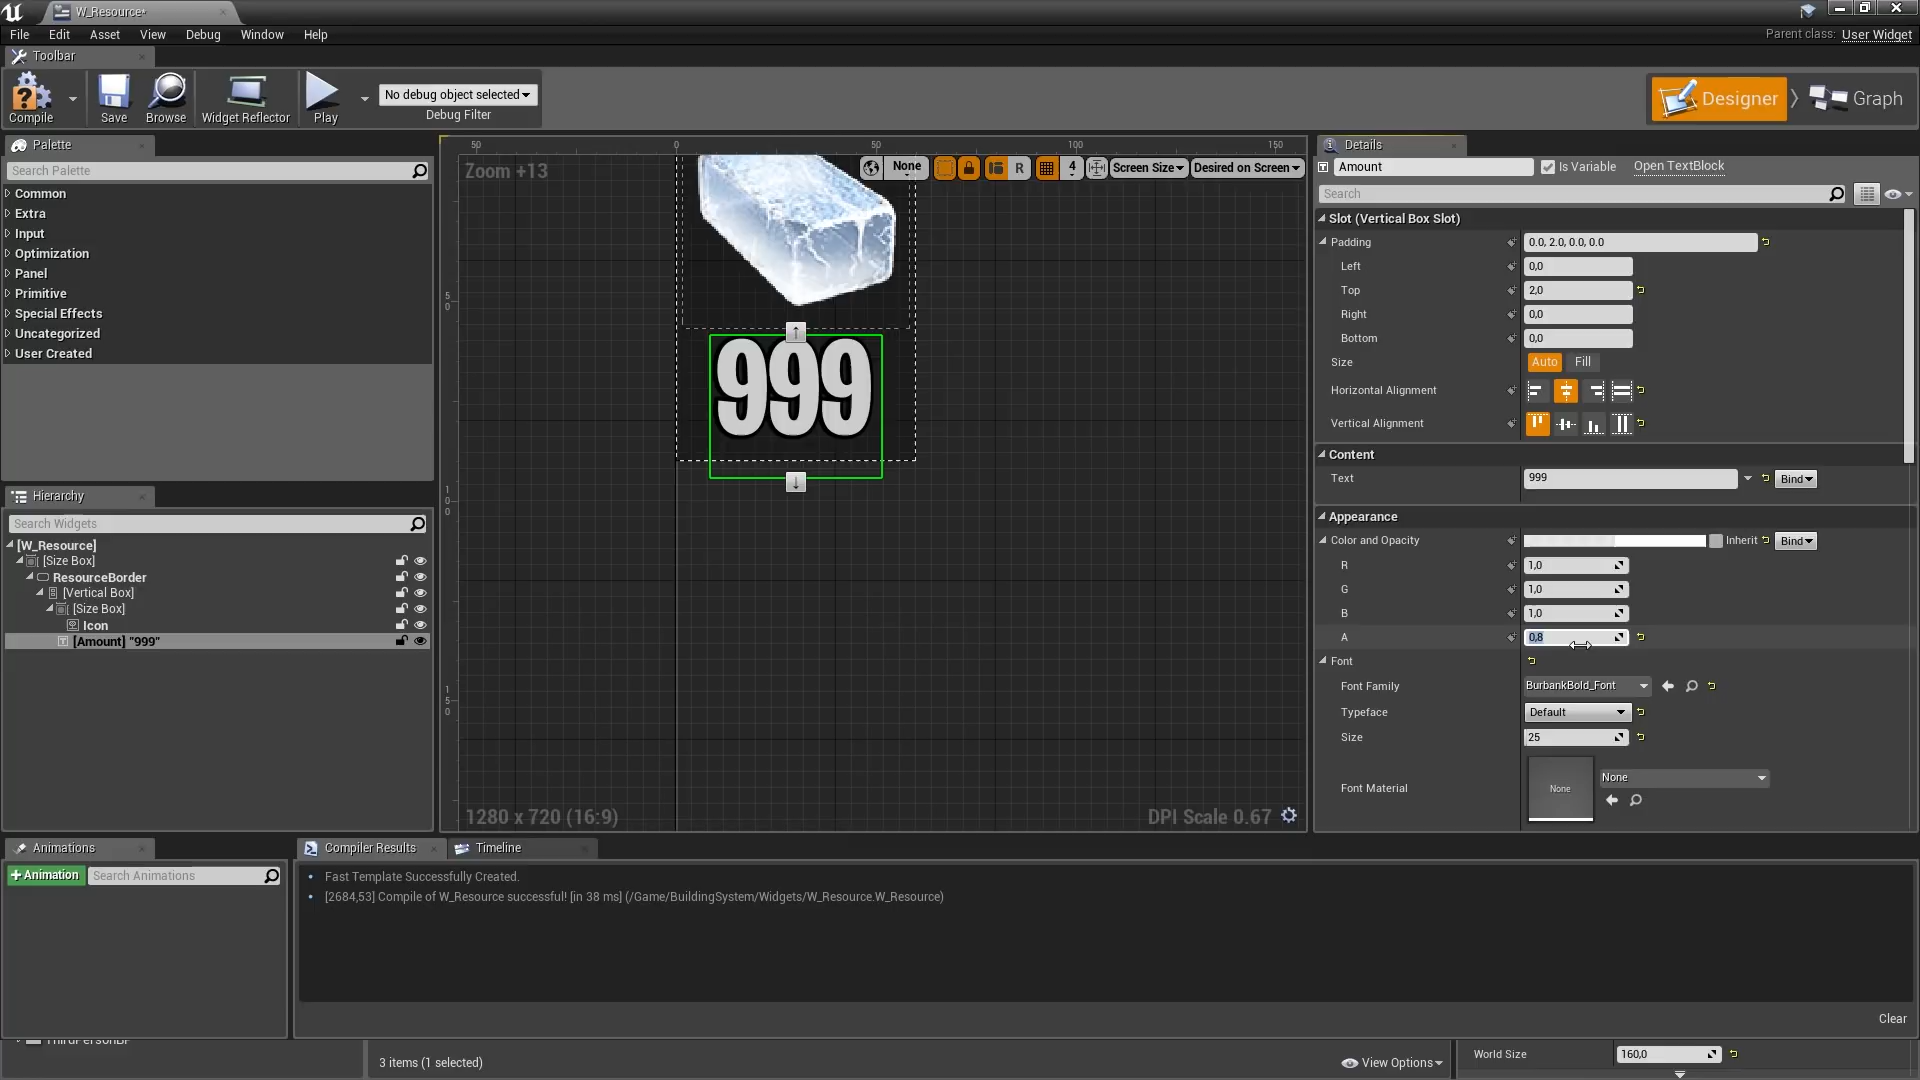 W_Resource*
File Edit Asset View Debug Window Help
Parent class: User Widget
Toolbar
Compile
Save
Browse
Widget Reflector
Play
No debug object selected
Debug Filter
Designer
Graph
Palette
Search Palette
Common
Extra
Input
Optimization
Panel
Primitive
Special Effects
Uncategorized
User Created
Hierarchy
Search Widgets
[W_Resource]
[Size Box]
ResourceBorder
[Vertical Box]
[Size Box]
Icon
[Amount] "999"
50 0 50 100 150
Zoom +13
None
R
4
Screen Size
Desired on Screen
50
100
150
999
1280 x 720 (16:9)
DPI Scale 0.67
Details
Amount
Is Variable
Open TextBlock
Search
Slot (Vertical Box Slot)
Padding 0.0, 2.0, 0.0, 0.0
Left 0,0
Top 2,0
Right 0,0
Bottom 0,0
Size Auto Fill
Horizontal Alignment
Vertical Alignment
Content
Text 999 Bind
Appearance
Color and Opacity Inherit Bind
R 1,0
G 1,0
B 1,0
A 0,8
Font
Font Family BurbankBold_Font
Typeface Default
Size 25
Font Material None None
Animations
+Animation
Search Animations
Compiler Results
Timeline
Fast Template Successfully Created.
[2684,53] Compile of W_Resource successful! [in 38 ms] (/Game/BuildingSystem/Widgets/W_Resource.W_Resource)
Clear
ThirdPersonBP
3 items (1 selected)
View Options
World Size 160,0